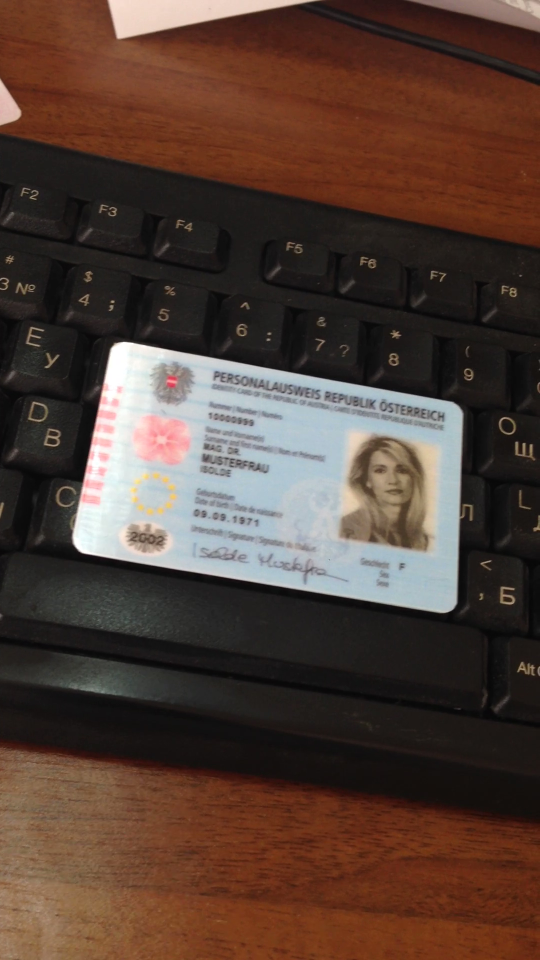 F2 F3 F4 F5 F6 F7 F8
# $ % ^ & * (
3 № 4 ; 5 6 : 7 ? 8 9
E
У
D
В
C
O
Щ
L
Л
<
, Б
Alt
PERSONALAUSWEIS REPUBLIK ÖSTERREICH
IDENTITY CARD OF THE REPUBLIC OF AUSTRIA / CARTE D'IDENTITÉ RÉPUBLIQUE D'AUTRICHE
Nummer / Number / Numéro
10000999
Name und Vorname(n)
Surname and first name(s) / Nom et Prénom(s)
MAG. DR.
MUSTERFRAU
ISOLDE
Geburtsdatum
Date of Birth / Date de naissance
09.09.1971
Unterschrift / Signature / Signature du titulaire
Isolde Musterfrau
Geschlecht F
Sex
Sexe
2002